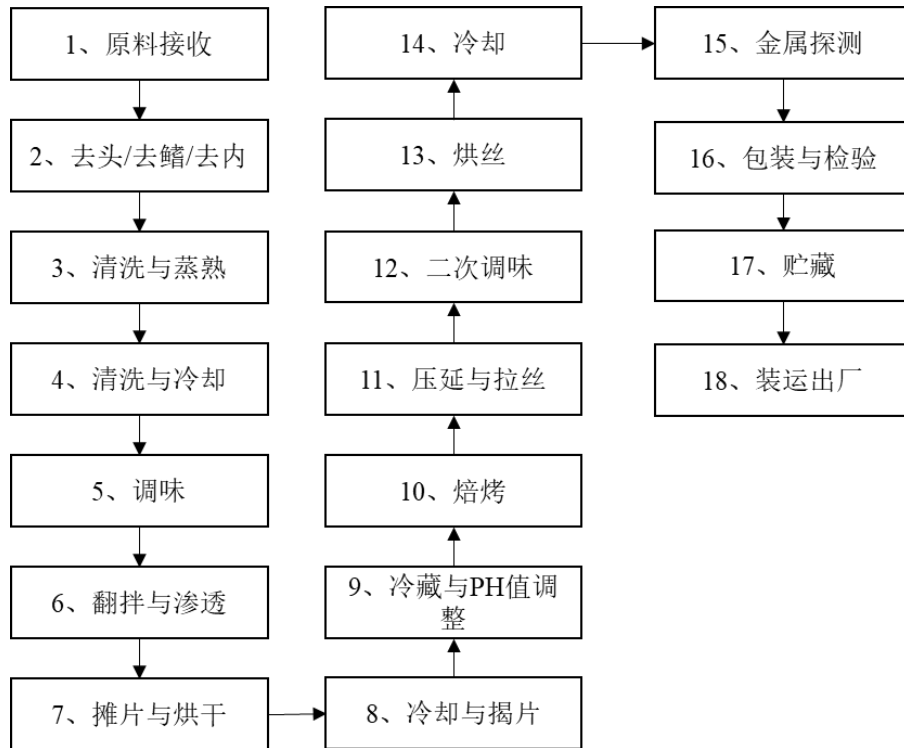 1、原料接收
2、去头/去鳍/去内
3、清洗与蒸熟
4、清洗与冷却
5、调味
6、翻拌与渗透
7、摊片与烘干
8、冷却与揭片
9、冷藏与PH值调
整
10、焙烤
11、压延与拉丝
12、二次调味
13、烘丝
14、冷却
15、金属探测
16、包装与检验
17、贮藏
18、装运出厂